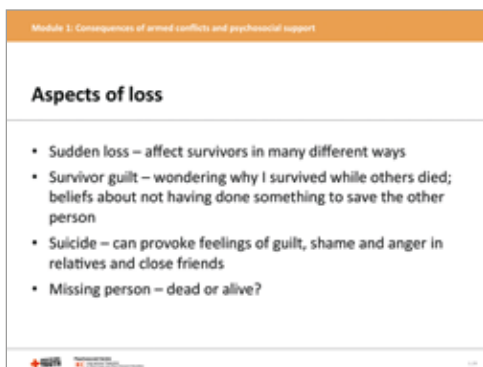 Module 1: Consequences of armed conflicts and psychosocial support
Aspects of loss
• Sudden loss – affect survivors in many different ways
• Survivor guilt – wondering why I survived while others died;
beliefs about not having done something to save the other
person
• Suicide – can provoke feelings of guilt, shame and anger in
relatives and close friends
• Missing person – dead or alive?